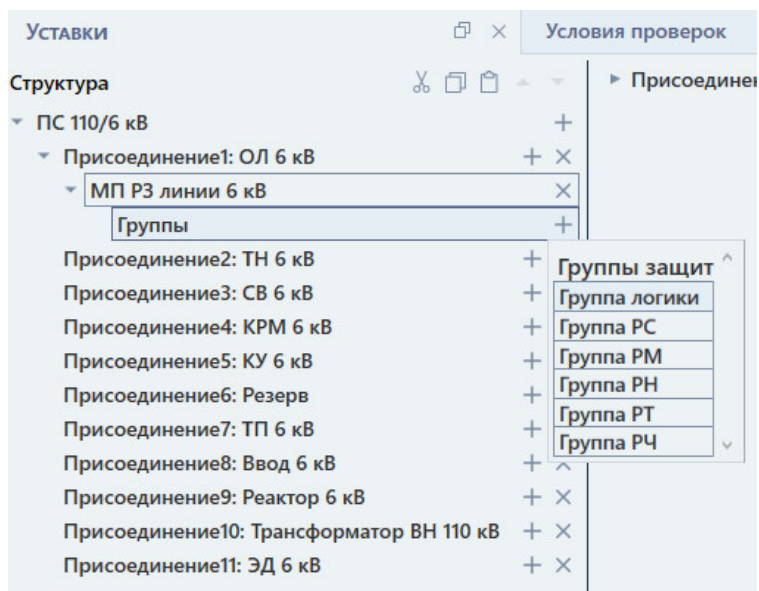 Уставки
Условия проверок
Структура
ПС 110/6 кВ
Присоединение1: ОЛ 6 кВ
МП РЗ линии 6 кВ
Группы
Присоединение2: ТН 6 кВ
Присоединение3: СВ 6 кВ
Присоединение4: КРМ 6 кВ
Присоединение5: КУ 6 кВ
Присоединение6: Резерв
Присоединение7: ТП 6 кВ
Присоединение8: Ввод 6 кВ
Присоединение9: Реактор 6 кВ
Присоединение10: Трансформатор ВН 110 кВ
Присоединение11: ЭД 6 кВ
Присоединен
Группы защит
Группа логики
Группа РС
Группа РМ
Группа РН
Группа РТ
Группа РЧ